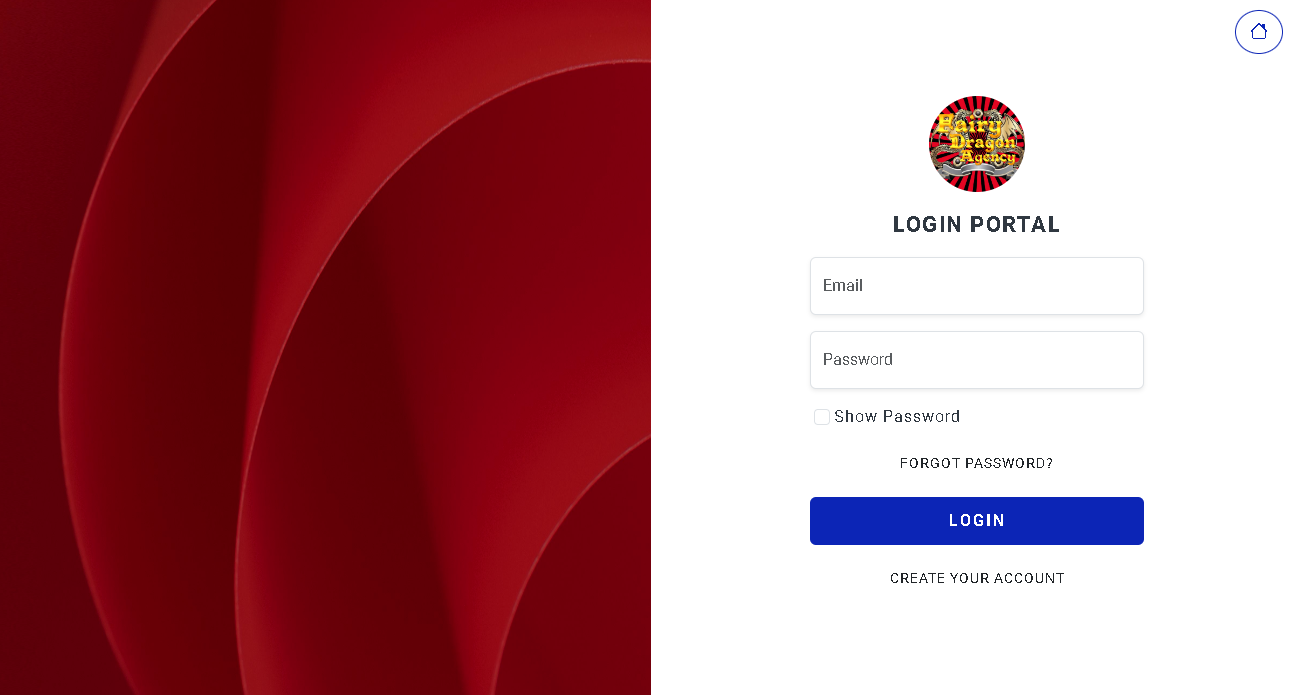 Fairy
Dragon
Agency
LOGIN PORTAL
Email
Password
Show Password
FORGOT PASSWORD?
LOGIN
CREATE YOUR ACCOUNT